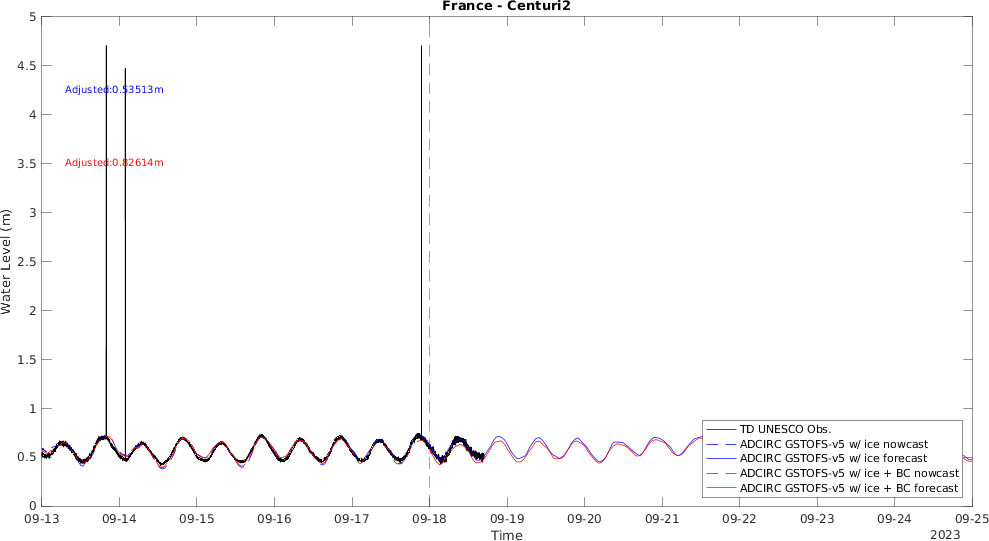 France - Centuri2
5
4.5
4
3.5
3
2.5
2
1.5
1
0.5
0
Water Level (m)
Adjusted:0.53513m
Adjusted:0.82614m
TD UNESCO Obs.
ADCIRC GSTOFS-v5 w/ ice nowcast
ADCIRC GSTOFS-v5 w/ ice forecast
ADCIRC GSTOFS-v5 w/ ice + BC nowcast
ADCIRC GSTOFS-v5 w/ ice + BC forecast
09-13 09-14 09-15 09-16 09-17 09-18 09-19 09-20 09-21 09-22 09-23 09-24 09-25
Time
2023